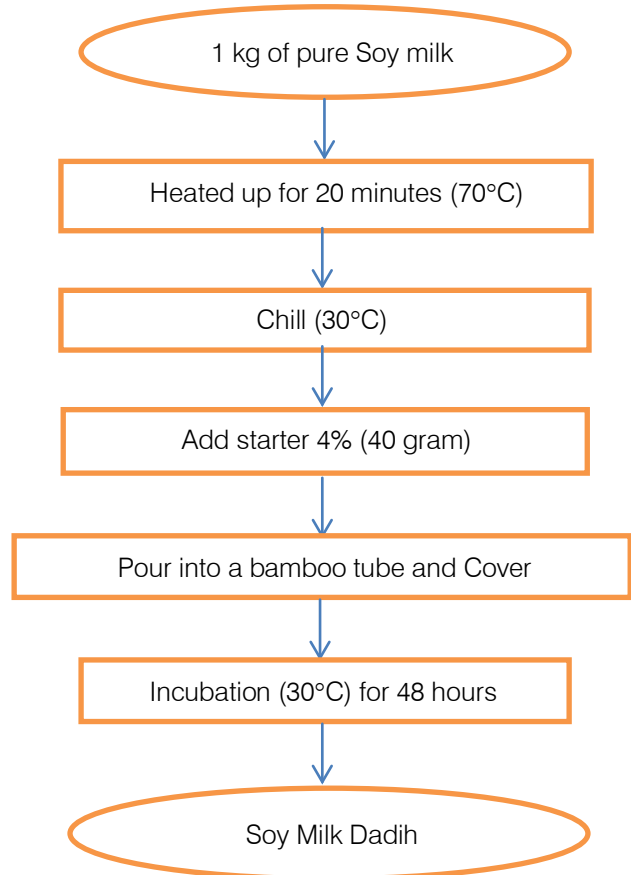 1 kg of pure Soy milk
Heated up for 20 minutes (70°C)
Chill (30°C)
Add starter 4% (40 gram)
Pour into a bamboo tube and Cover
Incubation (30°C) for 48 hours
Soy Milk Dadih